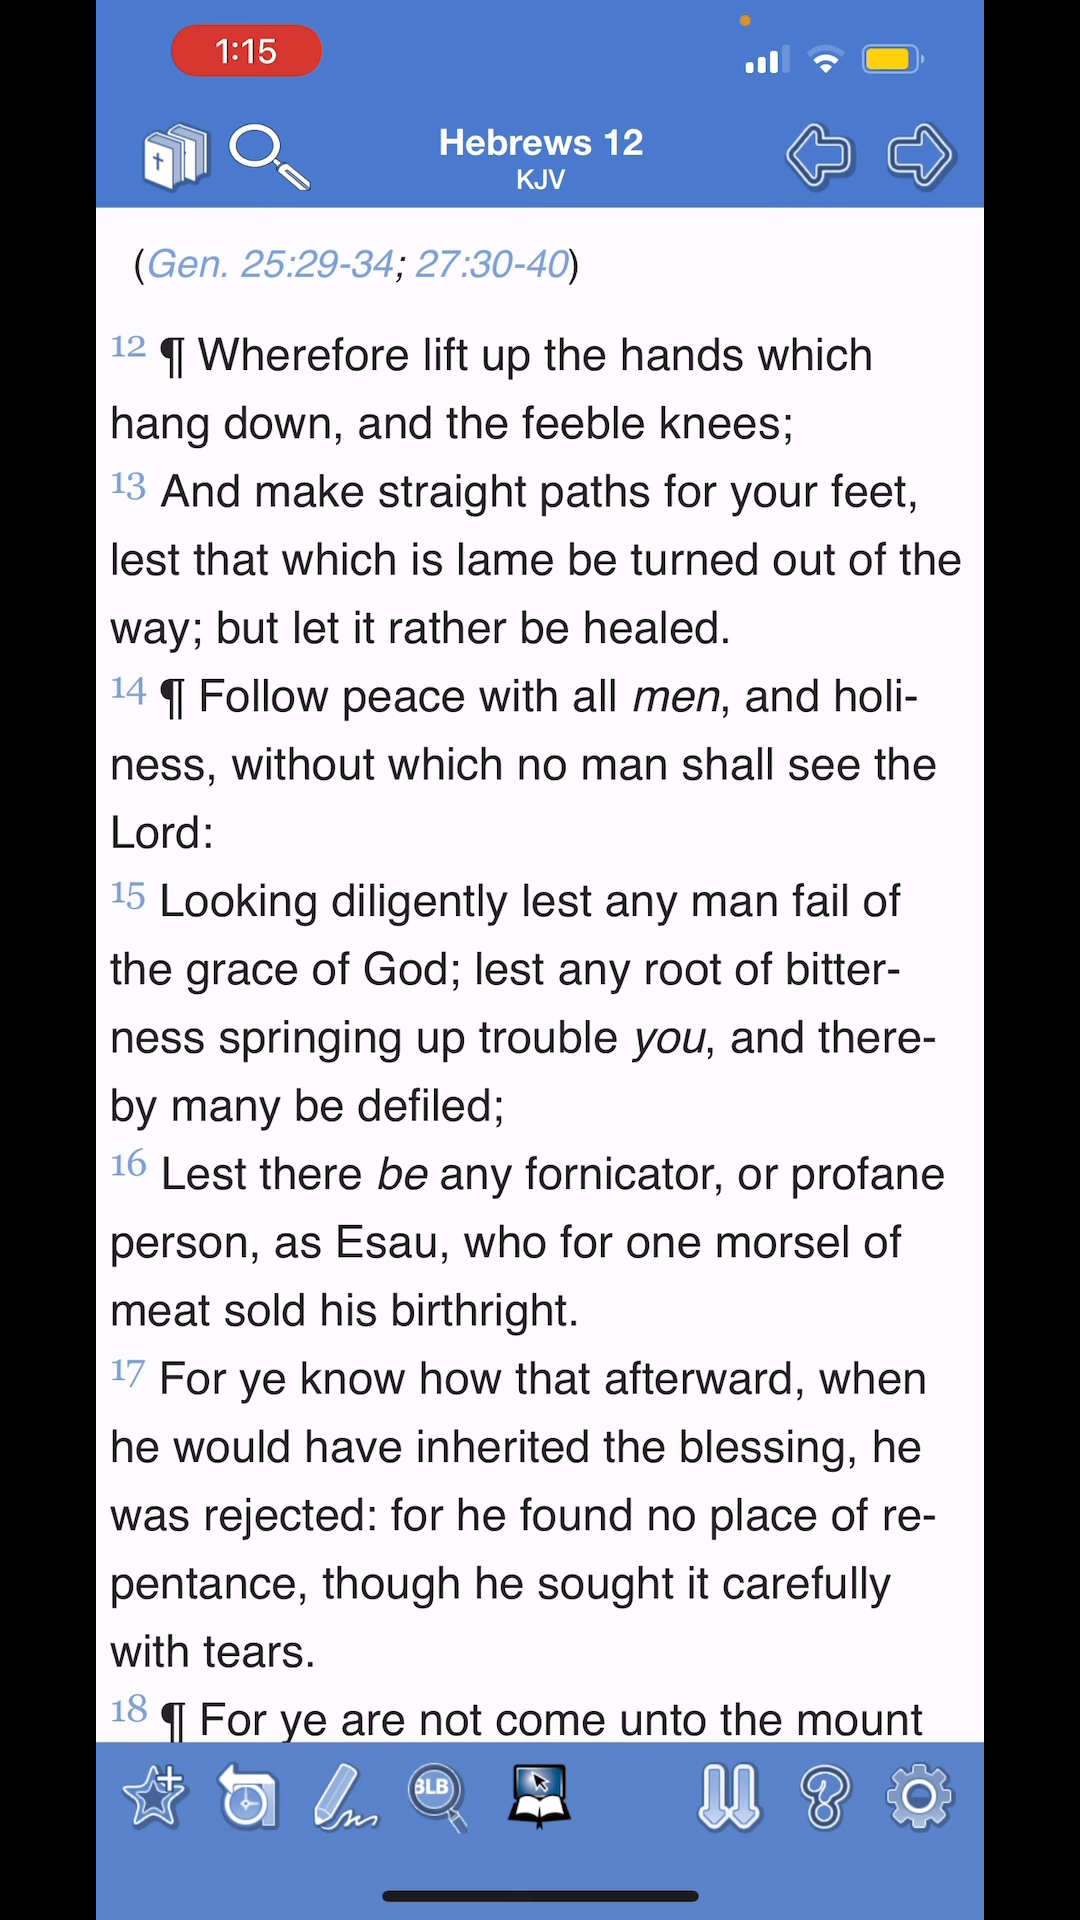 1:15
Hebrews 12
KJV
(Gen. 25:29-34; 27:30-40)
12 ¶ Wherefore lift up the hands which
hang down, and the feeble knees;
13 And make straight paths for your feet,
lest that which is lame be turned out of the
way; but let it rather be healed.
14 ¶ Follow peace with all men, and holi-
ness, without which no man shall see the
Lord:
15 Looking diligently lest any man fail of
the grace of God; lest any root of bitter-
ness springing up trouble you, and there-
by many be defiled;
16 Lest there be any fornicator, or profane
person, as Esau, who for one morsel of
meat sold his birthright.
17 For ye know how that afterward, when
he would have inherited the blessing, he
was rejected: for he found no place of re-
pentance, though he sought it carefully
with tears.
18 ¶ For ye are not come unto the mount
BLB